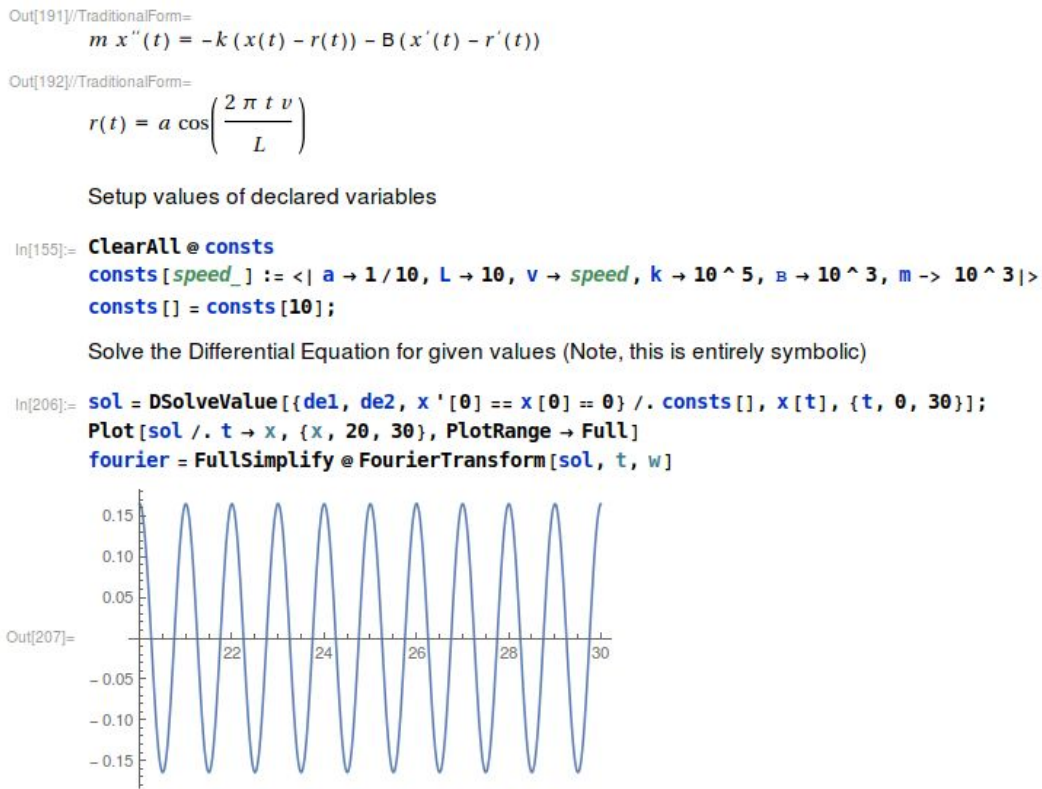 Out[191]//TraditionalForm=
m x′′(t) = -k (x(t) - r(t)) - B (x′(t) - r′(t))
Out[192]//TraditionalForm=
r(t) = a cos(2 π t v / L)
Setup values of declared variables
In[155]:= ClearAll @ consts
consts[speed_] := <| a → 1/10, L → 10, v → speed, k → 10^5, B → 10^3, m -> 10^3|>
consts[] = consts[10];
Solve the Differential Equation for given values (Note, this is entirely symbolic)
In[206]:= sol = DSolveValue[{de1, de2, x'[0] == x[0] == 0} /. consts[], x[t], {t, 0, 30}];
Plot[sol /. t → x, {x, 20, 30}, PlotRange → Full]
fourier = FullSimplify @ FourierTransform[sol, t, w]
0.15
0.10
0.05
Out[207]=
22 24 26 28 30
-0.05
-0.10
-0.15